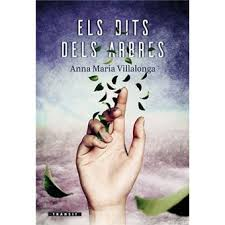 ELS DITS
DELS ARBRES
Anna Maria Villalonga
TRÀNSIT